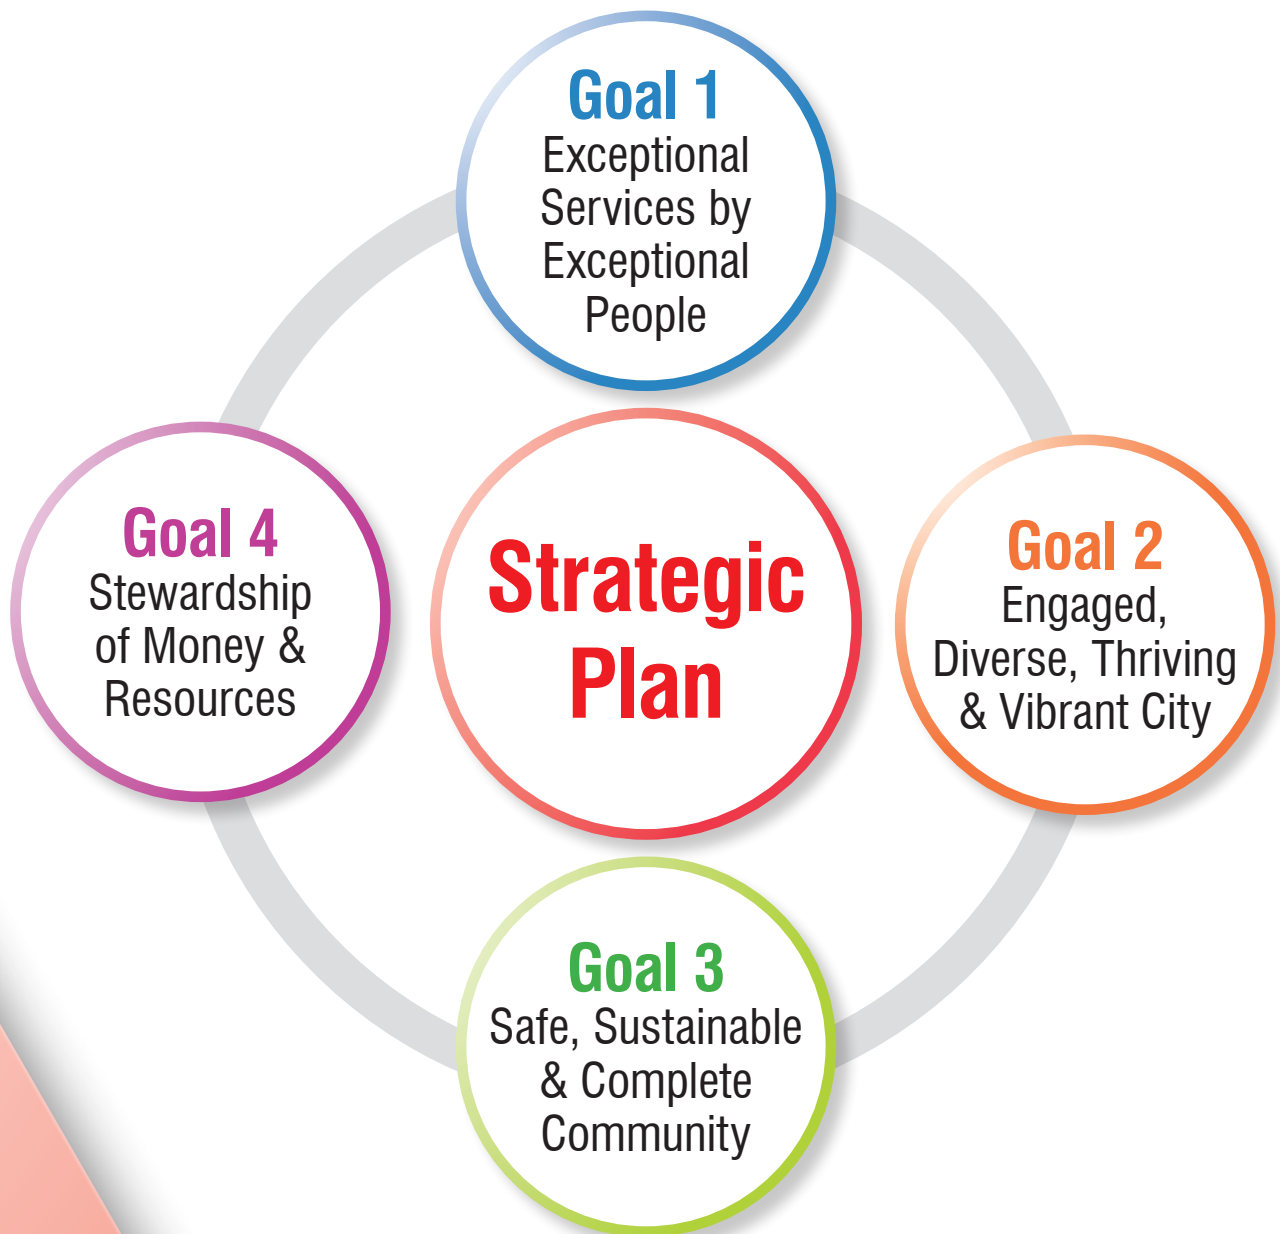 Goal 1
Exceptional
Services by
Exceptional
People
Goal 4
Stewardship
of Money &
Resources
Strategic
Plan
Goal 2
Engaged,
Diverse, Thriving
& Vibrant City
Goal 3
Safe, Sustainable
& Complete
Community